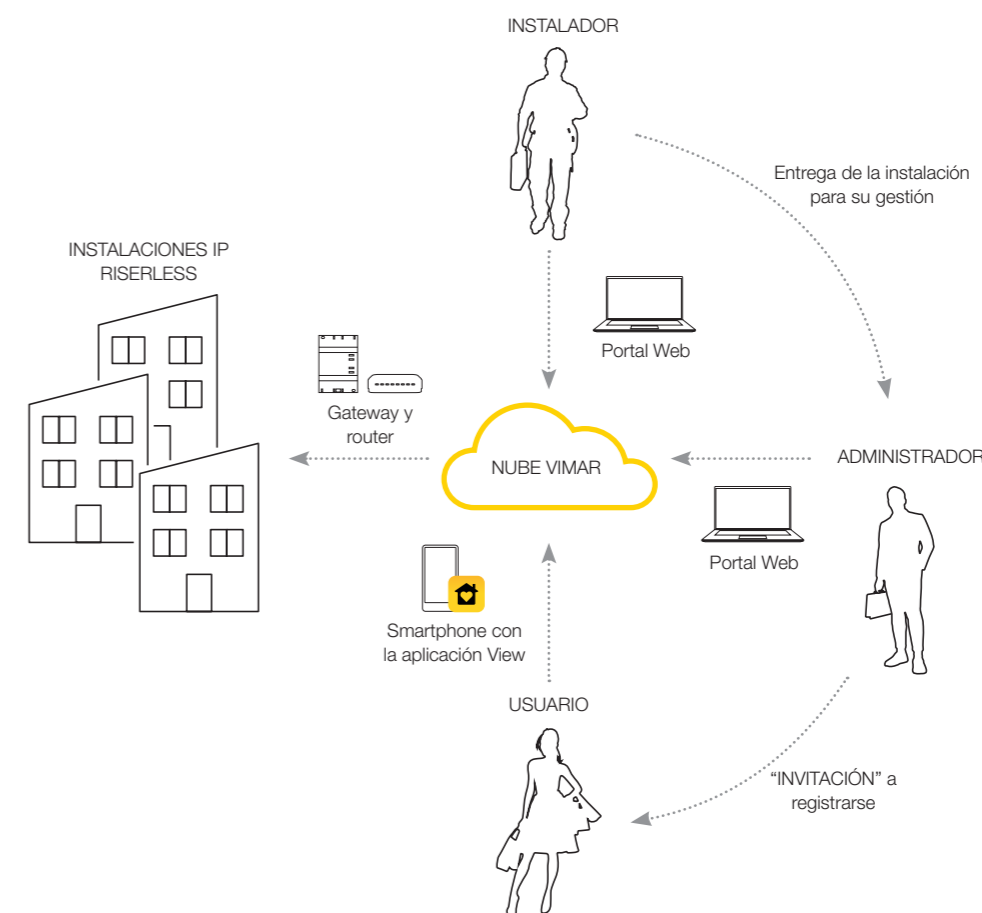 INSTALADOR
Entrega de la instalación
para su gestión
INSTALACIONES IP
RISERLESS
Portal Web
Gateway y
router
NUBE VIMAR
ADMINISTRADOR
Portal Web
Smartphone con
la aplicación View
USUARIO
“INVITACIÓN” a
registrarse